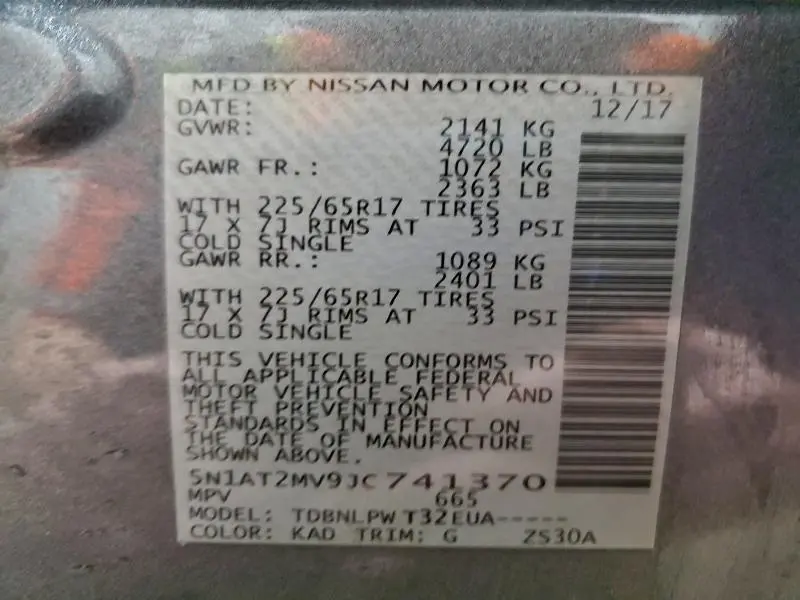 MFD BY NISSAN MOTOR CO., LTD.
DATE: 12/17
GVWR: 2141 KG
4720 LB
GAWR FR.: 1072 KG
2363 LB
WITH 225/65R17 TIRES
17 X 7J RIMS AT 33 PSI
COLD SINGLE
GAWR RR.: 1089 KG
2401 LB
WITH 225/65R17 TIRES
17 X 7J RIMS AT 33 PSI
COLD SINGLE
THIS VEHICLE CONFORMS TO
ALL APPLICABLE FEDERAL
MOTOR VEHICLE SAFETY AND
THEFT PREVENTION
STANDARDS IN EFFECT ON
THE DATE OF MANUFACTURE
SHOWN ABOVE.
5N1AT2MV9JC741370
MPV 665
MODEL: TDBNLPW T32EUA-----
COLOR: KAD TRIM: G ZS30A